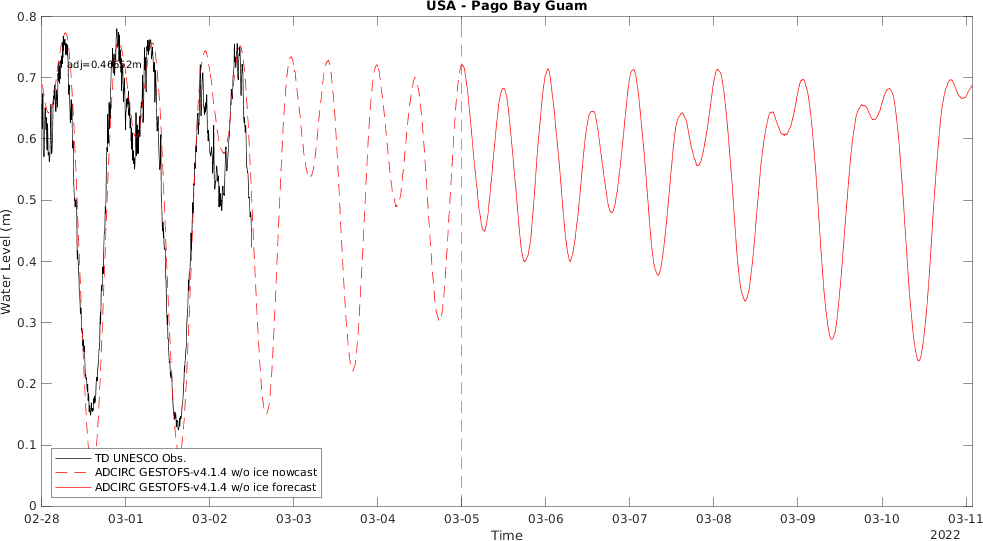 USA - Pago Bay Guam
0.8
0.7
0.6
0.5
0.4
0.3
0.2
0.1
0
Water Level (m)
TD UNESCO Obs.
ADCIRC GESTOFS-v4.1.4 w/o ice nowcast
ADCIRC GESTOFS-v4.1.4 w/o ice forecast
02-28 03-01 03-02 03-03 03-04 03-05 03-06 03-07 03-08 03-09 03-10 03-11
Time
2022